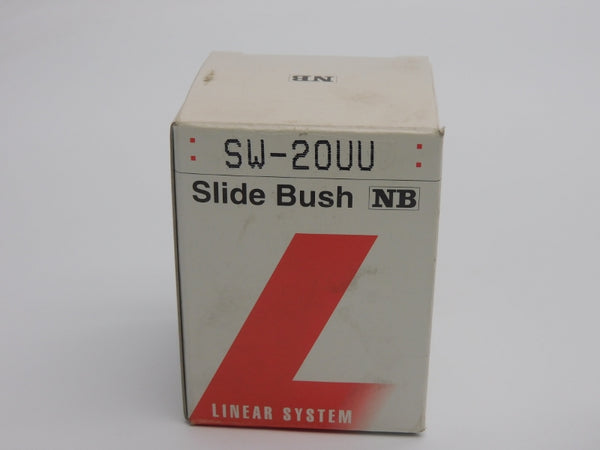 NB
SW-20UU
Slide Bush NB
LINEAR SYSTEM